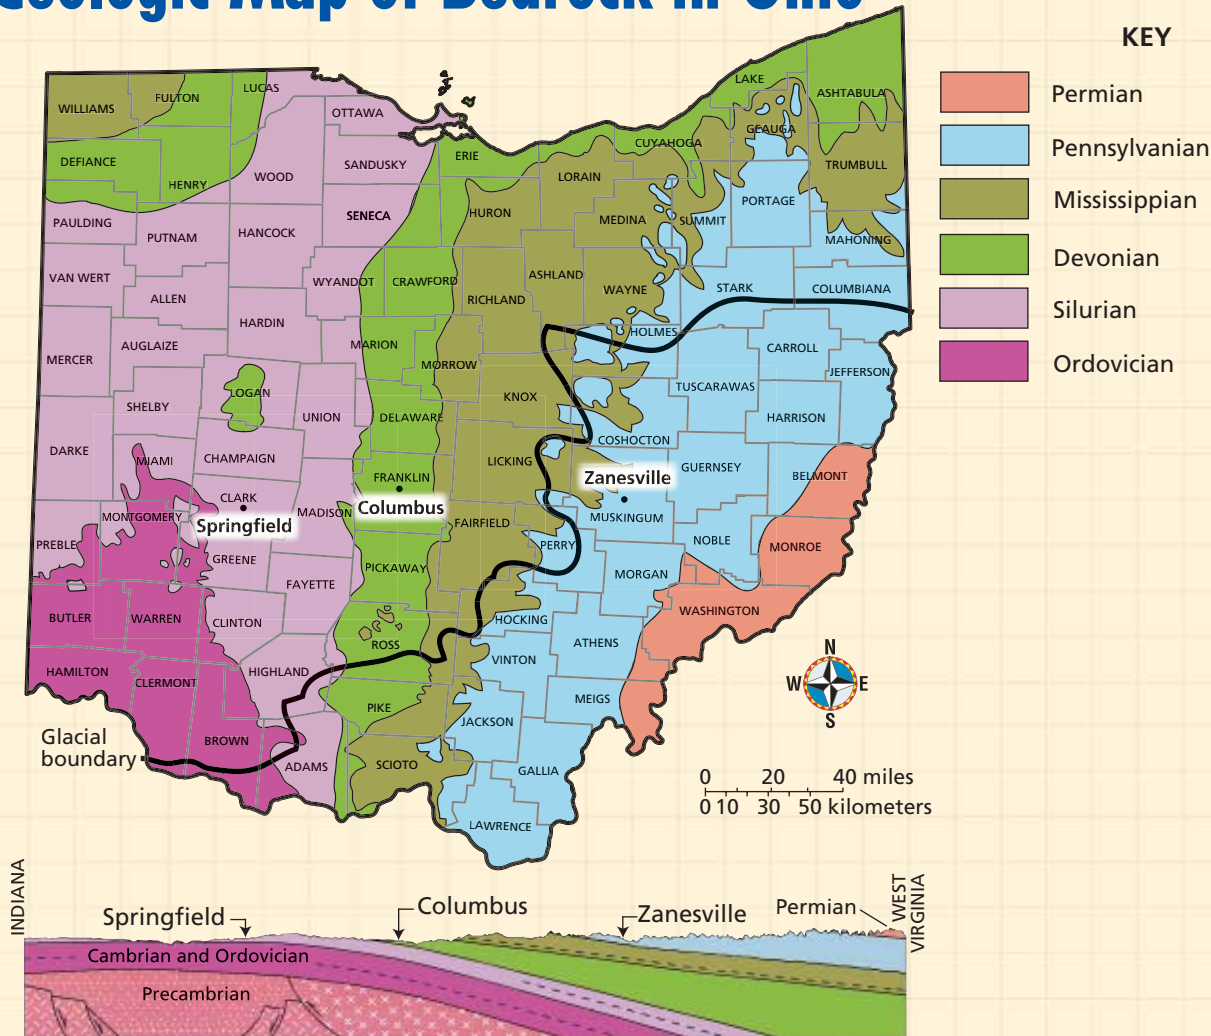 Geologic Map of Bedrock in Ohio
KEY
Permian
Pennsylvanian
Mississippian
Devonian
Silurian
Ordovician
WILLIAMS
FULTON
LUCAS
OTTAWA
LAKE
ASHTABULA
GEAUGA
CUYAHOGA
DEFIANCE
HENRY
WOOD
SANDUSKY
ERIE
LORAIN
TRUMBULL
PAULDING
PUTNAM
HANCOCK
SENECA
HURON
MEDINA
SUMMIT
PORTAGE
MAHONING
VAN WERT
ALLEN
WYANDOT
CRAWFORD
RICHLAND
ASHLAND
WAYNE
STARK
COLUMBIANA
HARDIN
MERCER
AUGLAIZE
MARION
MORROW
HOLMES
CARROLL
JEFFERSON
LOGAN
SHELBY
UNION
DELAWARE
KNOX
TUSCARAWAS
HARRISON
COSHOCTON
DARKE
MIAMI
CHAMPAIGN
FRANKLIN
LICKING
GUERNSEY
BELMONT
Zanesville
CLARK
MADISON
Columbus
Springfield
MONTGOMERY
FAIRFIELD
MUSKINGUM
PREBLE
GREENE
PERRY
NOBLE
MONROE
FAYETTE
PICKAWAY
MORGAN
BUTLER
WARREN
CLINTON
HOCKING
WASHINGTON
ROSS
ATHENS
HAMILTON
CLERMONT
HIGHLAND
VINTON
PIKE
JACKSON
MEIGS
BROWN
ADAMS
SCIOTO
GALLIA
LAWRENCE
Glacial
boundary
N
W
E
S
0 20 40 miles
0 10 30 50 kilometers
INDIANA
Springfield
Columbus
Zanesville
Permian
WEST
VIRGINIA
Cambrian and Ordovician
Precambrian